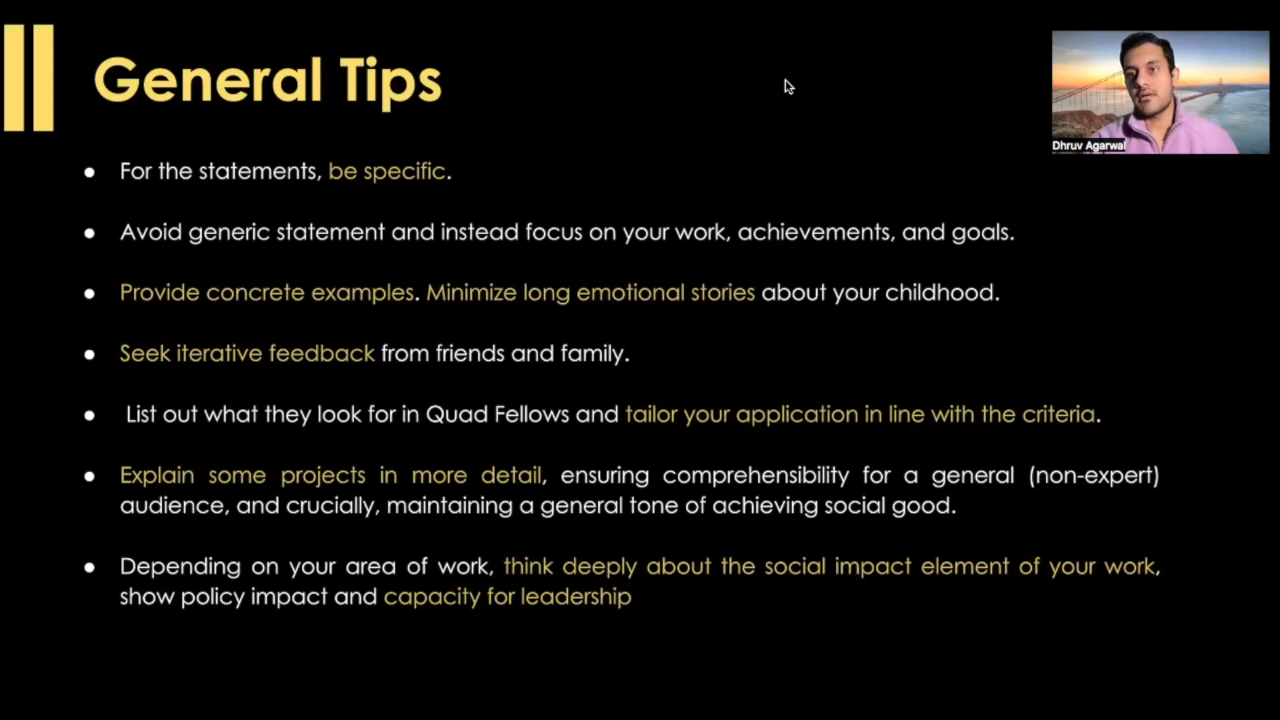 General Tips
Dhruv Agarwal
● For the statements, be specific.
● Avoid generic statement and instead focus on your work, achievements, and goals.
● Provide concrete examples. Minimize long emotional stories about your childhood.
● Seek iterative feedback from friends and family.
● List out what they look for in Quad Fellows and tailor your application in line with the criteria.
● Explain some projects in more detail, ensuring comprehensibility for a general (non-expert)
audience, and crucially, maintaining a general tone of achieving social good.
● Depending on your area of work, think deeply about the social impact element of your work,
show policy impact and capacity for leadership